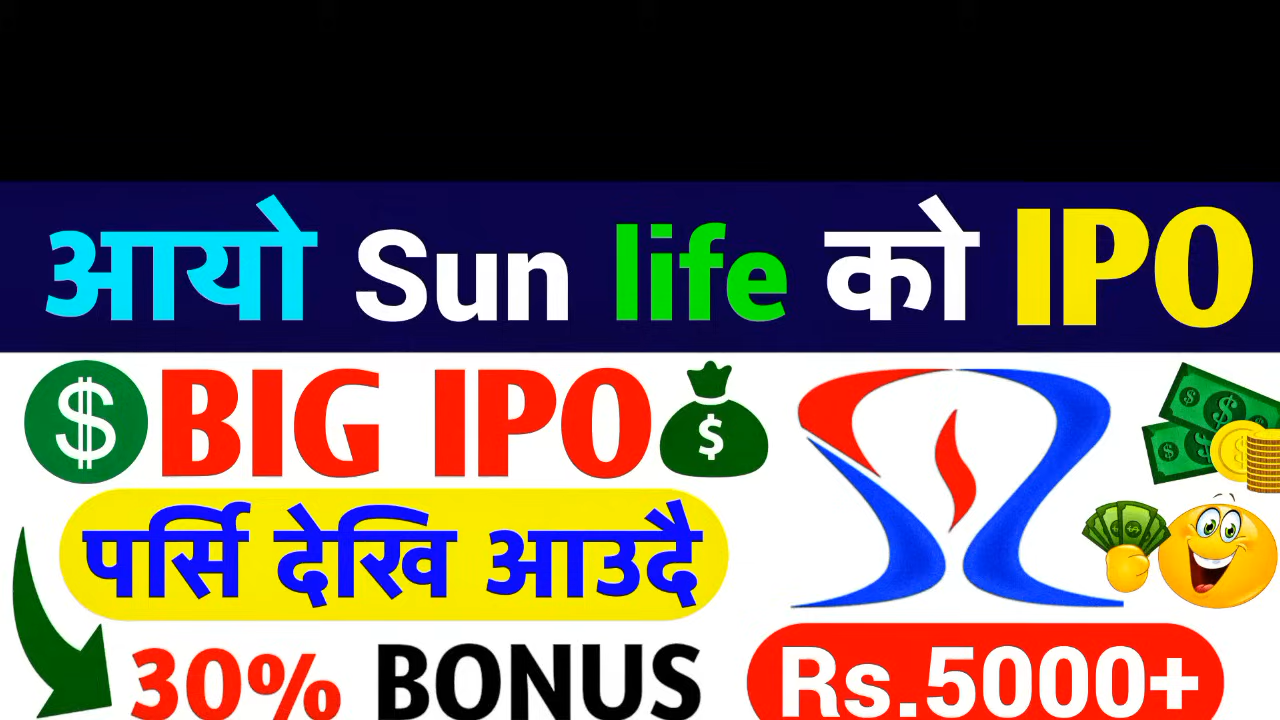 आयो Sun life को IPO
BIG IPO
पर्सि देखि आउदै
30% BONUS
Rs.5000+